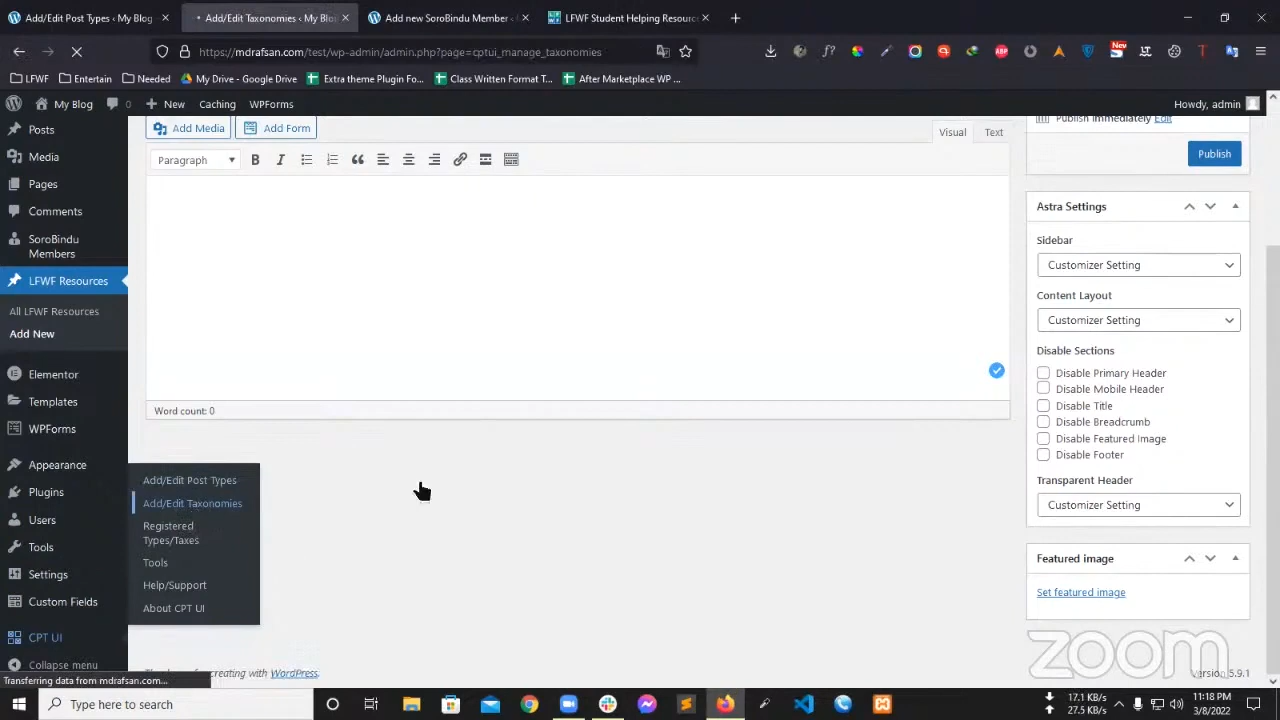 Add/Edit Post Types ‹ My Blog
Add/Edit Taxonomies ‹ My Blo
Add new SoroBindu Member ‹
LFWF Student Helping Resourc
https://mdrafsan.com/test/wp-admin/admin.php?page=cptui_manage_taxonomies
New
LFWF
Entertain
Needed
My Drive - Google Drive
Extra theme Plugin Fo...
Class Written Format T...
After Marketplace WP ...
My Blog
0
New
Caching
WPForms
Howdy, admin
Posts
Media
Pages
Comments
SoroBindu
Members
LFWF Resources
All LFWF Resources
Add New
Elementor
Templates
WPForms
Appearance
Plugins
Users
Tools
Settings
Custom Fields
CPT UI
Collapse menu
Add/Edit Post Types
Add/Edit Taxonomies
Registered
Types/Taxes
Tools
Help/Support
About CPT UI
Add Media
Add Form
Visual
Text
Paragraph
Word count: 0
Publish immediately Edit
Publish
Astra Settings
Sidebar
Customizer Setting
Content Layout
Customizer Setting
Disable Sections
Disable Primary Header
Disable Mobile Header
Disable Title
Disable Breadcrumb
Disable Featured Image
Disable Footer
Transparent Header
Customizer Setting
Featured image
Set featured image
zoom
Version 5.9.1
creating with WordPress.
Transferring data from mdrafsan.com...
Type here to search
17.1 KB/s
27.5 KB/s
11:18 PM
3/8/2022